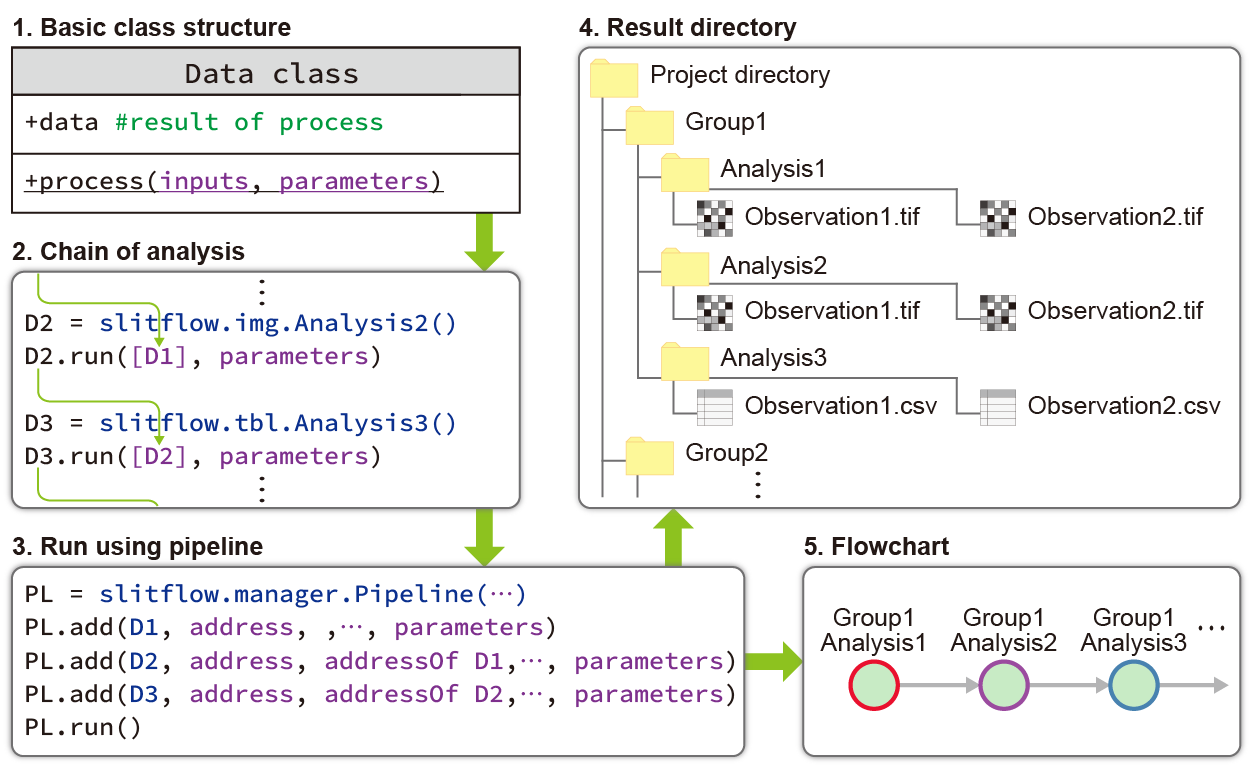 1. Basic class structure
Data class
+data #result of process
+process(inputs, parameters)
2. Chain of analysis
⋮
D2 = slitflow.img.Analysis2()
D2.run([D1], parameters)
D3 = slitflow.tbl.Analysis3()
D3.run([D2], parameters)
⋮
3. Run using pipeline
PL = slitflow.manager.Pipeline(⋯)
PL.add(D1, address, ,⋯, parameters)
PL.add(D2, address, addressOf D1,⋯, parameters)
PL.add(D3, address, addressOf D2,⋯, parameters)
PL.run()
4. Result directory
Project directory
Group1
Analysis1
Observation1.tif Observation2.tif
Analysis2
Observation1.tif Observation2.tif
Analysis3
Observation1.csv Observation2.csv
Group2
⋮
5. Flowchart
Group1 Group1 Group1 ⋯
Analysis1 Analysis2 Analysis3